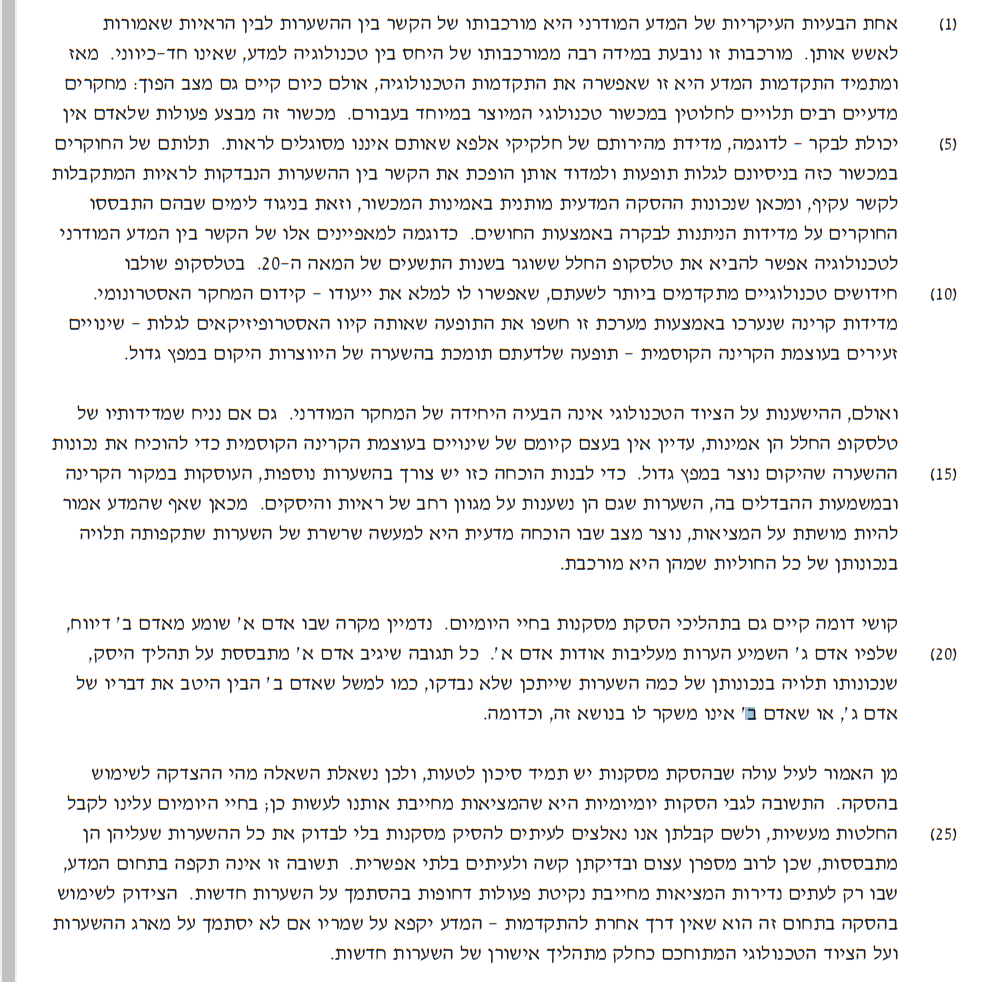 (1) אחת הבעיות העיקריות של המדע המודרני היא מורכבותו של הקשר בין ההשערות לבין הראיות שאמורות
לאשש אותן. מורכבות זו נובעת במידה רבה ממורכבותו של היחס בין טכנולוגיה למדע, שאינו חד-כיווני. מאז
ומתמיד התקדמות המדע היא זו שאפשרה את התקדמות הטכנולוגיה, אולם כיום קיים גם מצב הפוך: מחקרים
מדעיים רבים תלויים לחלוטין במכשור טכנולוגי המיוצר במיוחד בעבורם. מכשור זה מבצע פעולות שלאדם אין
(5) יכולת לבקר - לדוגמה, מדידת מהירותם של חלקיקי אלפא שאותם איננו מסוגלים לראות. תלותם של החוקרים
במכשור כזה בניסיונם לגלות תופעות ולמדוד אותן הופכת את הקשר בין ההשערות הנבדקות לראיות המתקבלות
לקשר עקיף, ומכאן שנכונות ההסקה המדעית מותנית באמינות המכשור, וזאת בניגוד לימים שבהם התבססו
החוקרים על מדידות הניתנות לבקרה באמצעות החושים. כדוגמה למאפיינים אלו של הקשר בין המדע המודרני
לטכנולוגיה אפשר להביא את טלסקופ החלל ששוגר בשנות התשעים של המאה ה-20. בטלסקופ שולבו
(10) חידושים טכנולוגיים מתקדמים ביותר לשעתם, שאפשרו לו למלא את ייעודו - קידום המחקר האסטרונומי.
מדידות קרינה שנערכו באמצעות מערכת זו חשפו את התופעה שאותה קיוו האסטרופיזיקאים לגלות - שינויים
זעירים בעוצמת הקרינה הקוסמית - תופעה שלדעתם תומכת בהשערה של היווצרות היקום במפץ גדול.
ואולם, ההישענות על הציוד הטכנולוגי אינה הבעיה היחידה של המחקר המודרני. גם אם נניח שמדידותיו של
טלסקופ החלל הן אמינות, עדיין אין בעצם קיומם של שינויים בעוצמת הקרינה הקוסמית כדי להוכיח את נכונות
(15) ההשערה שהיקום נוצר במפץ גדול. כדי לבנות הוכחה כזו יש צורך בהשערות נוספות, העוסקות במקור הקרינה
ובמשמעות ההבדלים בה, השערות שגם הן נשענות על מגוון רחב של ראיות והיסקים. מכאן שאף שהמדע אמור
להיות מושתת על המציאות, נוצר מצב שבו הוכחה מדעית היא למעשה שרשרת של השערות שתקפותה תלויה
בנכונותן של כל החוליות שמהן היא מורכבת.
קושי דומה קיים גם בתהליכי הסקת מסקנות בחיי היומיום. נדמיין מקרה שבו אדם א' שומע מאדם ב' דיווח,
(20) שלפיו אדם ג' השמיע הערות מעליבות אודות אדם א'. כל תגובה שיגיב אדם א' מתבססת על תהליך היסק,
שנכונותו תלויה בנכונותן של כמה השערות שייתכן שלא נבדקו, כמו למשל שאדם ב' הבין היטב את דבריו של
אדם ג', או שאדם ב' אינו משקר לו בנושא זה, וכדומה.
מן האמור לעיל עולה שבהסקת מסקנות יש תמיד סיכון לטעות, ולכן נשאלת השאלה מהי ההצדקה לשימוש
בהסקה. התשובה לגבי הסקות יומיומיות היא שהמציאות מחייבת אותנו לעשות כן; בחיי היומיום עלינו לקבל
(25) החלטות מעשיות, ולשם קבלתן אנו נאלצים לעיתים להסיק מסקנות בלי לבדוק את כל ההשערות שעליהן הן
מתבססות, שכן לרוב מספרן עצום ובדיקתן קשה ולעיתים בלתי אפשרית. תשובה זו אינה תקפה בתחום המדע,
שבו רק לעתים נדירות המציאות מחייבת נקיטת פעולות דחופות בהסתמך על השערות חדשות. הצידוק לשימוש
בהסקה בתחום זה הוא שאין דרך אחרת להתקדמות - המדע יקפא על שמריו אם לא יסתמך על מארג ההשערות
ועל הציוד הטכנולוגי המתוחכם כחלק מתהליך אישורן של השערות חדשות.